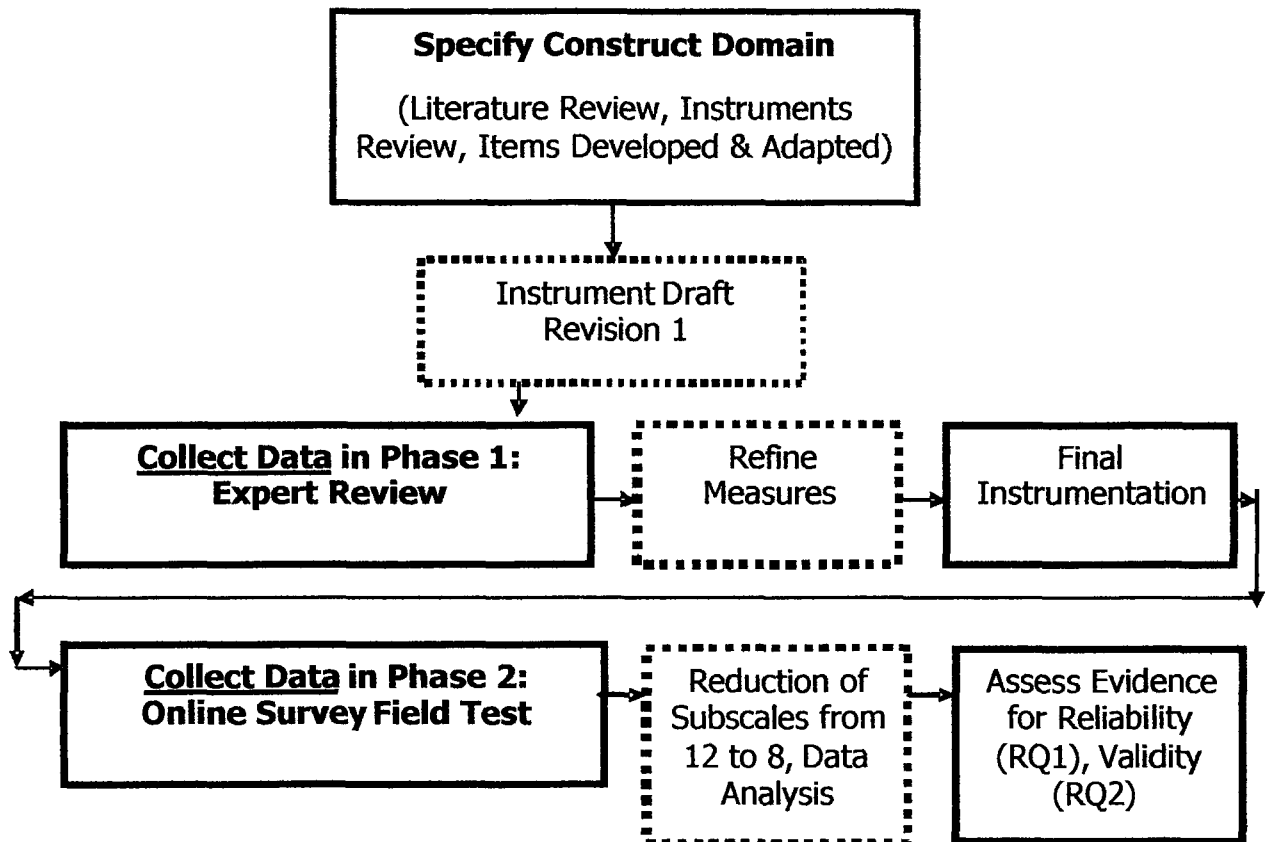 Specify Construct Domain
(Literature Review, Instruments
Review, Items Developed & Adapted)
Instrument Draft
Revision 1
Collect Data in Phase 1:
Expert Review
Refine
Measures
Final
Instrumentation
Collect Data in Phase 2:
Online Survey Field Test
Reduction of
Subscales from
12 to 8, Data
Analysis
Assess Evidence
for Reliability
(RQ1), Validity
(RQ2)